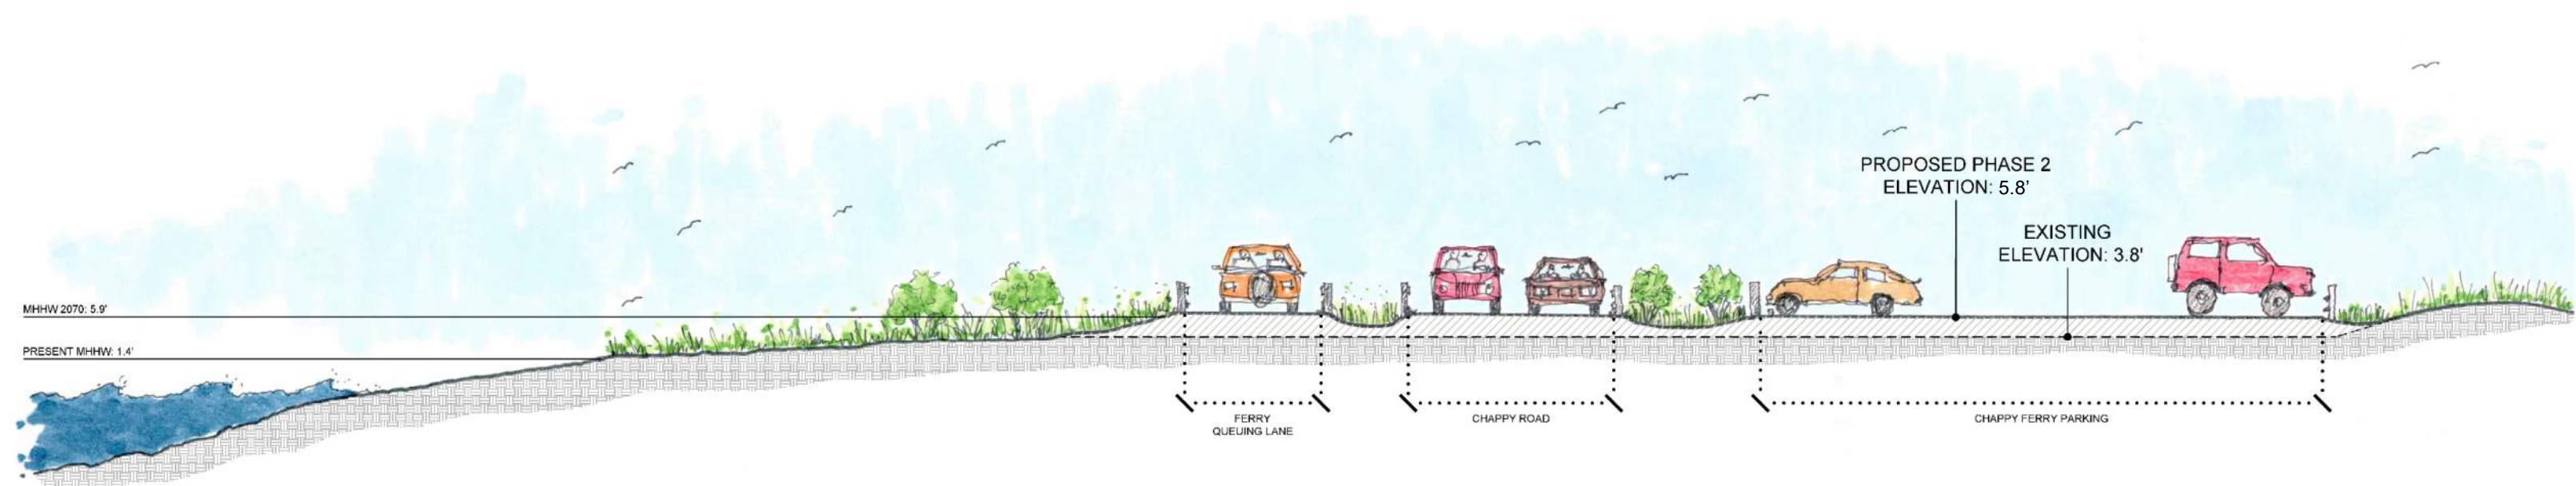 PROPOSED PHASE 2
ELEVATION: 5.8'
EXISTING
ELEVATION: 3.8'
MHHW 2070: 5.9'
PRESENT MHHW: 1.4'
FERRY
QUEUING LANE
CHAPPY ROAD
CHAPPY FERRY PARKING